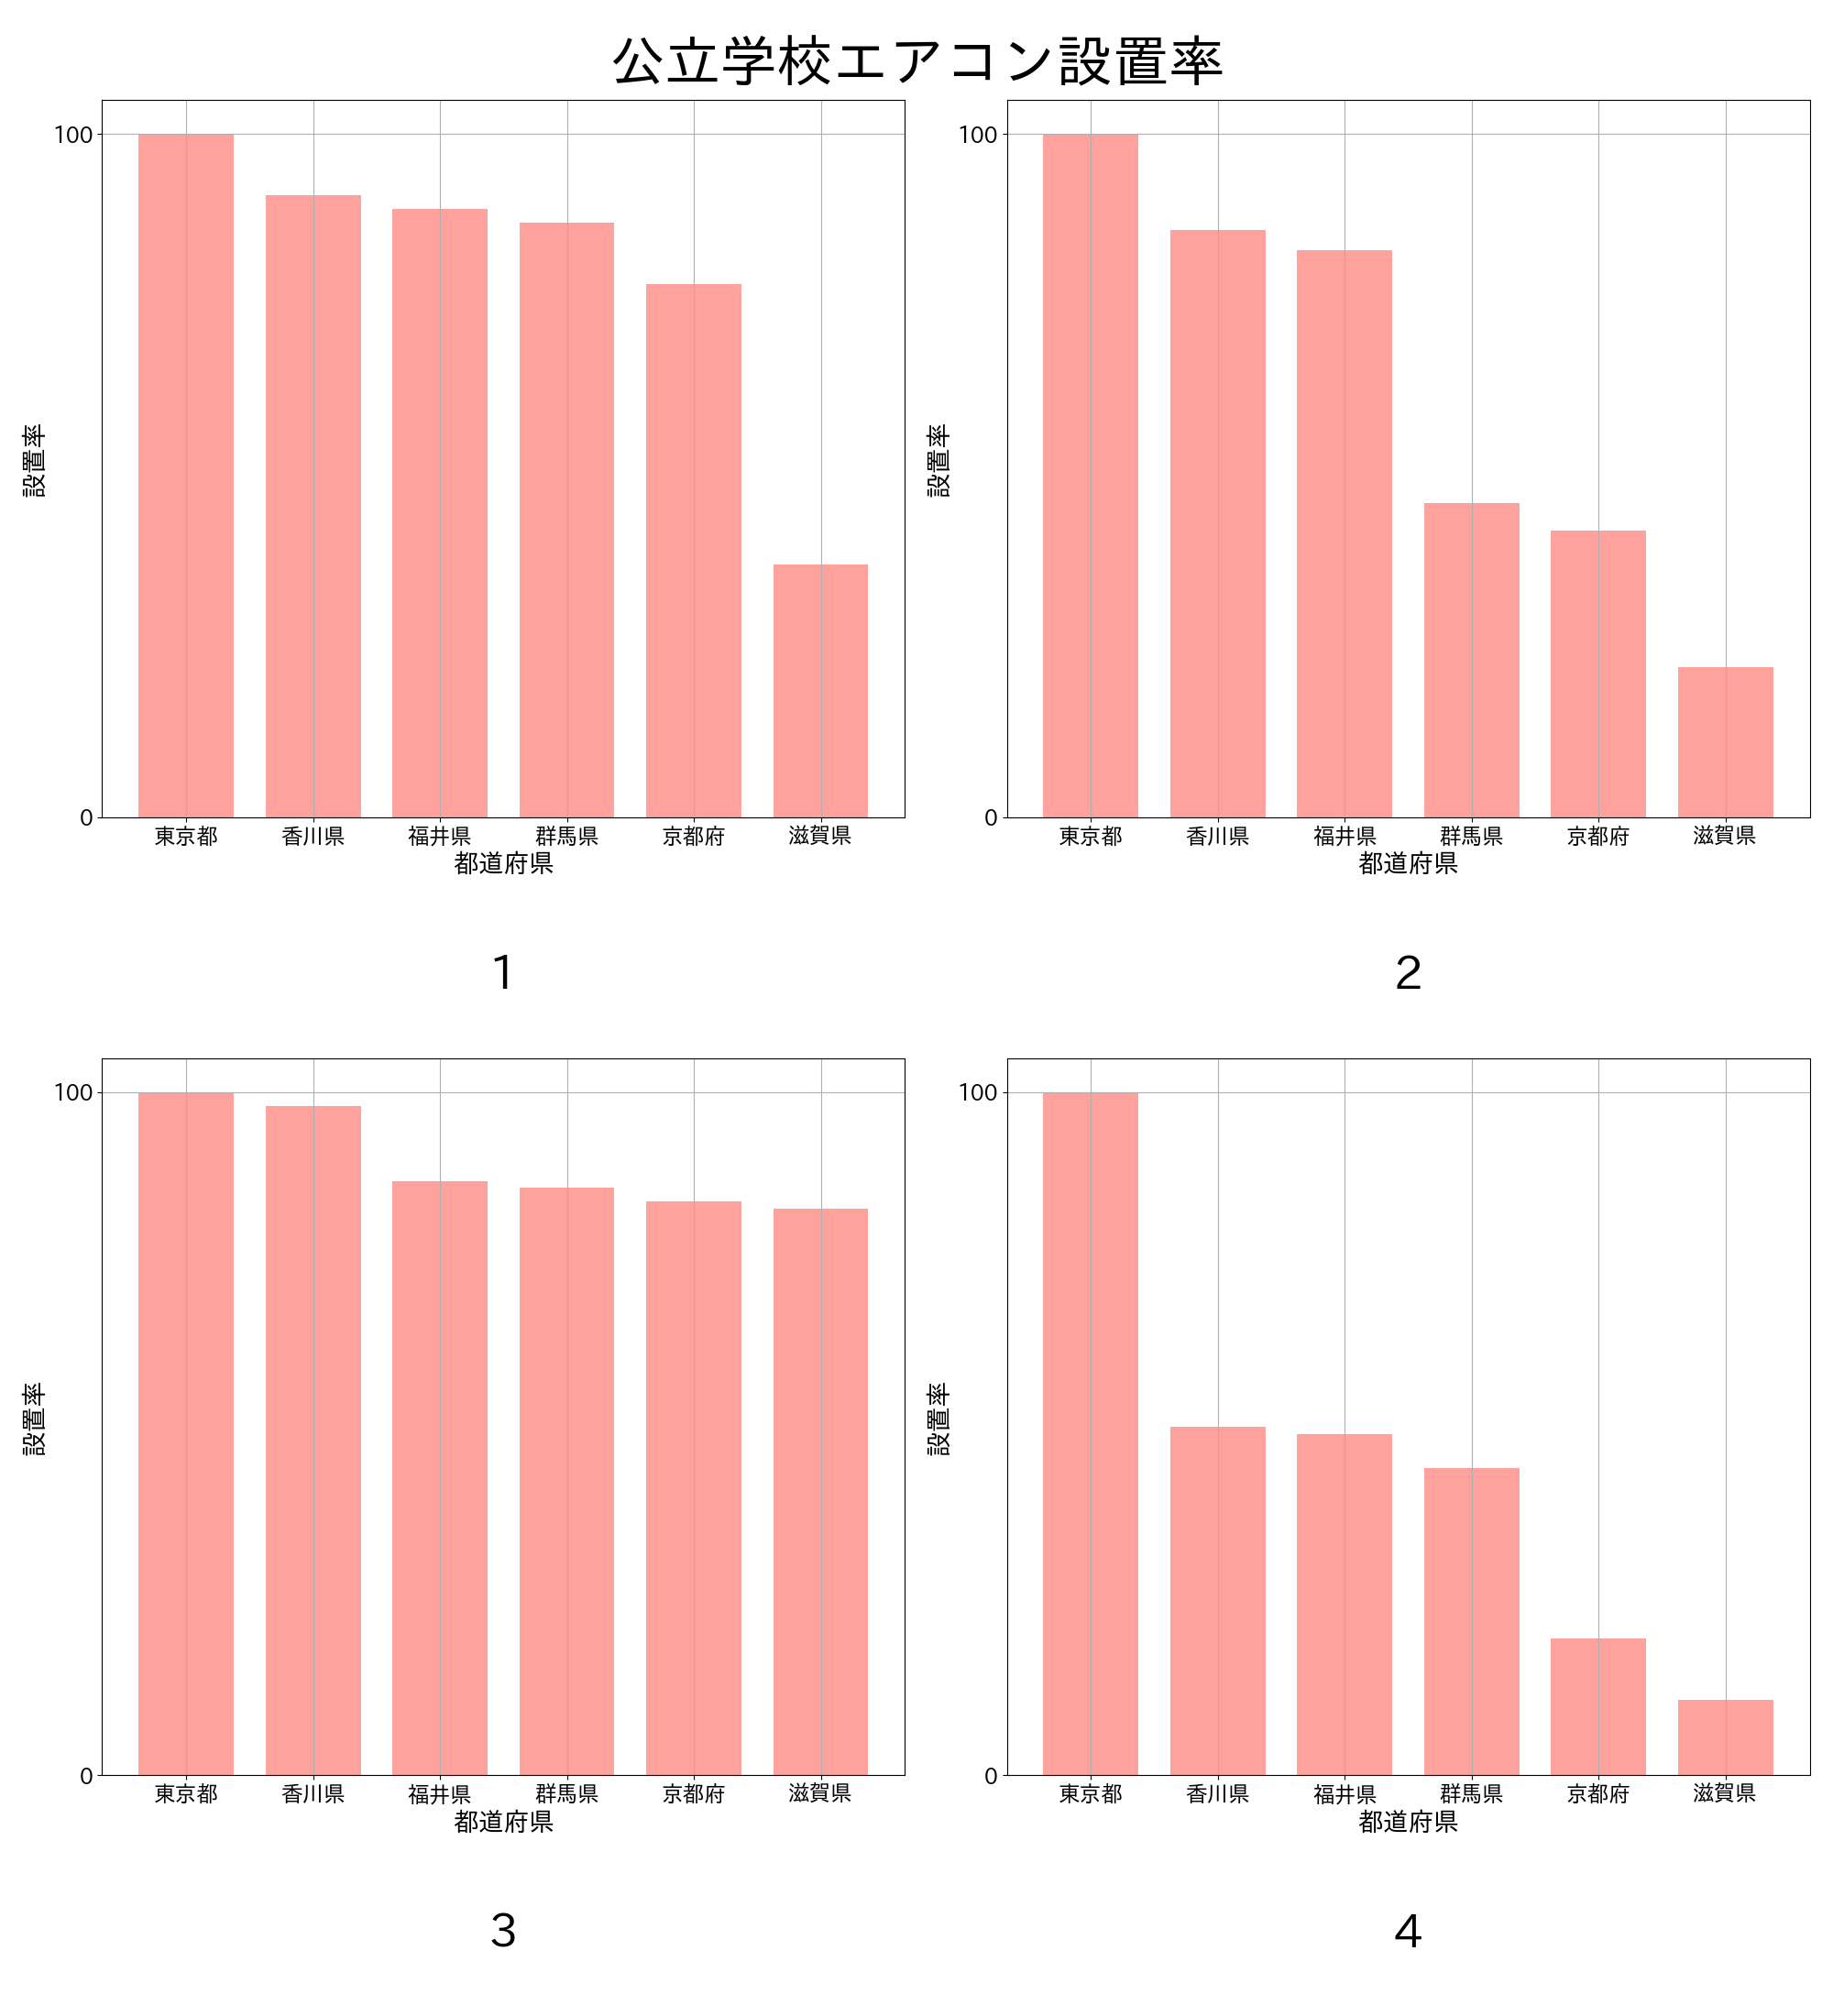 公立学校エアコン設置率
100
0
設置率
東京都 香川県 福井県 群馬県 京都府 滋賀県
都道府県
1
100
0
設置率
東京都 香川県 福井県 群馬県 京都府 滋賀県
都道府県
2
100
0
設置率
東京都 香川県 福井県 群馬県 京都府 滋賀県
都道府県
3
100
0
設置率
東京都 香川県 福井県 群馬県 京都府 滋賀県
都道府県
4